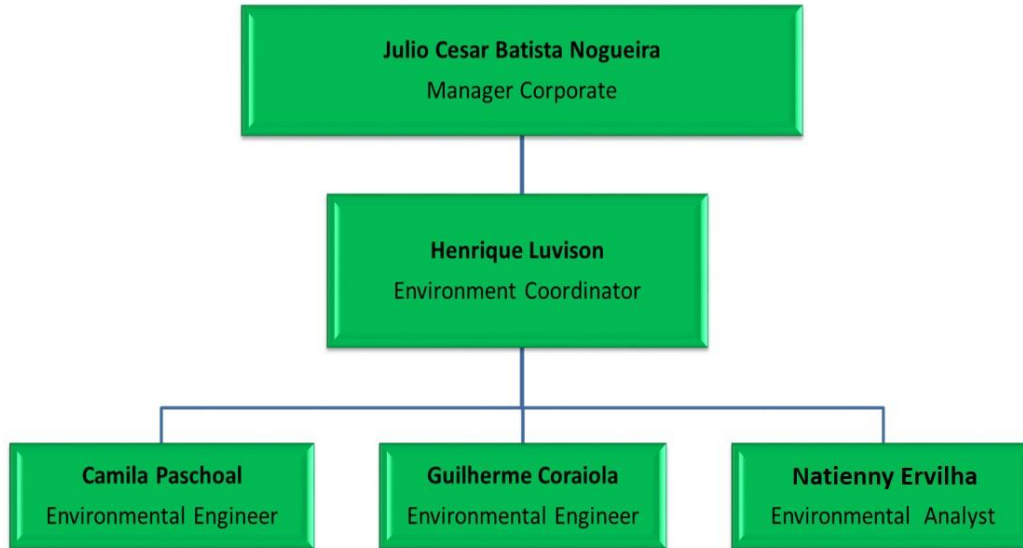 Julio Cesar Batista Nogueira
Manager Corporate
Henrique Luvison
Environment Coordinator
Camila Paschoal
Environmental Engineer
Guilherme Coraiola
Environmental Engineer
Natienny Ervilha
Environmental Analyst